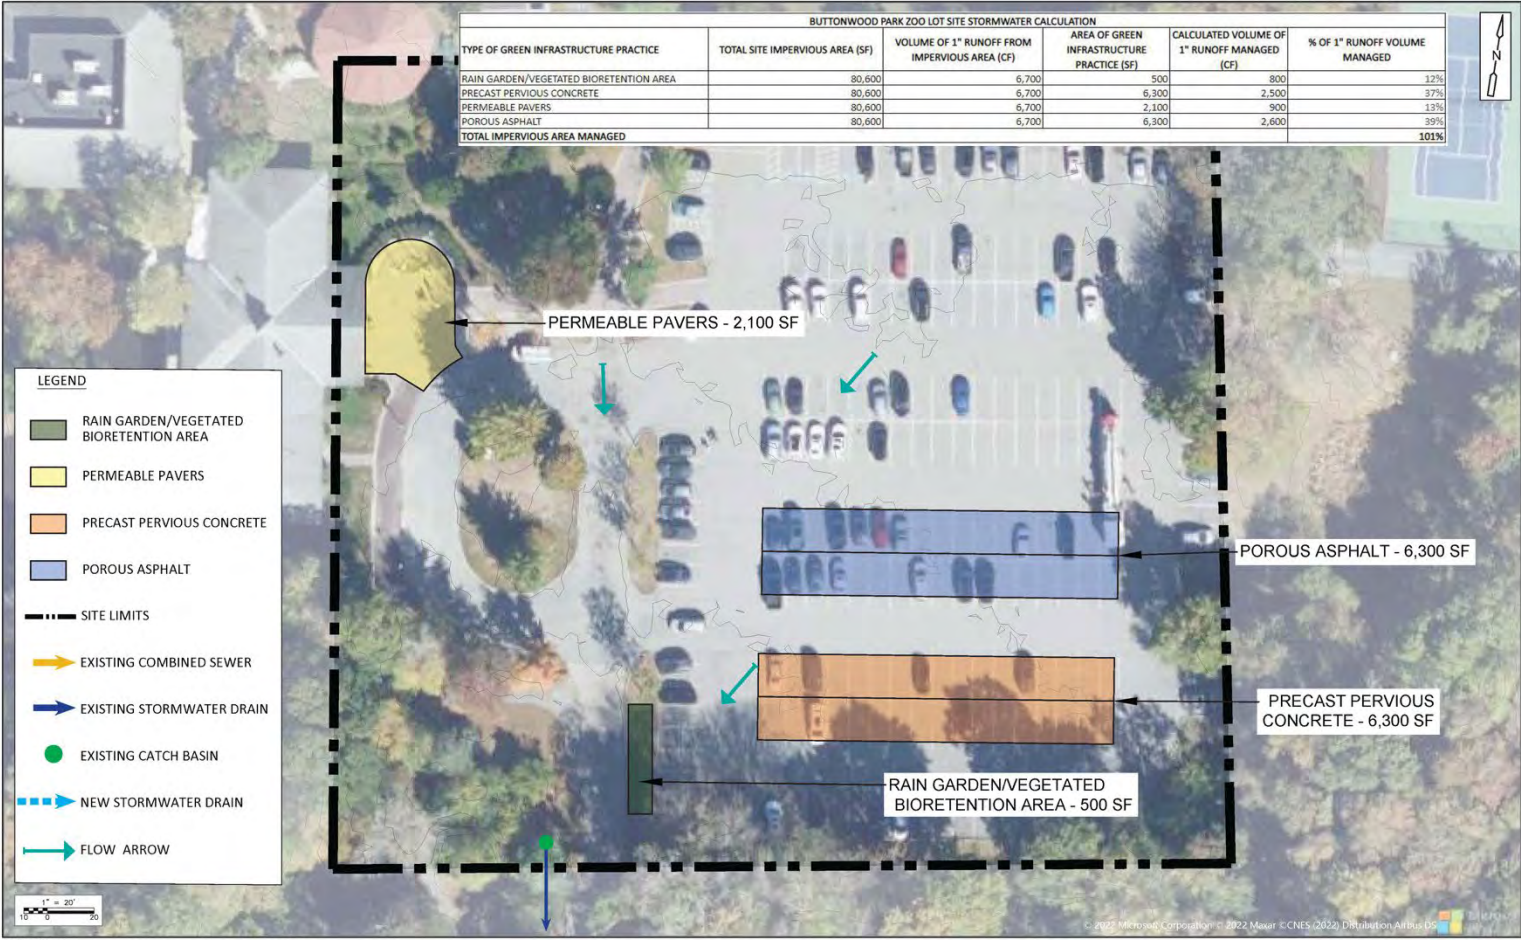 BUTTONWOOD PARK ZOO LOT SITE STORMWATER CALCULATION
TYPE OF GREEN INFRASTRUCTURE PRACTICE
TOTAL SITE IMPERVIOUS AREA (SF)
VOLUME OF 1" RUNOFF FROM
IMPERVIOUS AREA (CF)
AREA OF GREEN
INFRASTRUCTURE
PRACTICE (SF)
CALCULATED VOLUME OF
1" RUNOFF MANAGED
(CF)
% OF 1" RUNOFF VOLUME
MANAGED
RAIN GARDEN/VEGETATED BIORETENTION AREA 80,600 6,700 500 800 12%
PRECAST PERVIOUS CONCRETE 80,600 6,700 6,300 2,500 37%
PERMEABLE PAVERS 80,600 6,700 2,100 900 13%
POROUS ASPHALT 80,600 6,700 6,300 2,600 39%
TOTAL IMPERVIOUS AREA MANAGED 101%
N
PERMEABLE PAVERS - 2,100 SF
POROUS ASPHALT - 6,300 SF
PRECAST PERVIOUS
CONCRETE - 6,300 SF
RAIN GARDEN/VEGETATED
BIORETENTION AREA - 500 SF
LEGEND
RAIN GARDEN/VEGETATED
BIORETENTION AREA
PERMEABLE PAVERS
PRECAST PERVIOUS CONCRETE
POROUS ASPHALT
SITE LIMITS
EXISTING COMBINED SEWER
EXISTING STORMWATER DRAIN
EXISTING CATCH BASIN
NEW STORMWATER DRAIN
FLOW ARROW
1" = 20'
10 0 20
© 2022 Microsoft Corporation © 2022 Maxar ©CNES (2022) Distribution Airbus DS